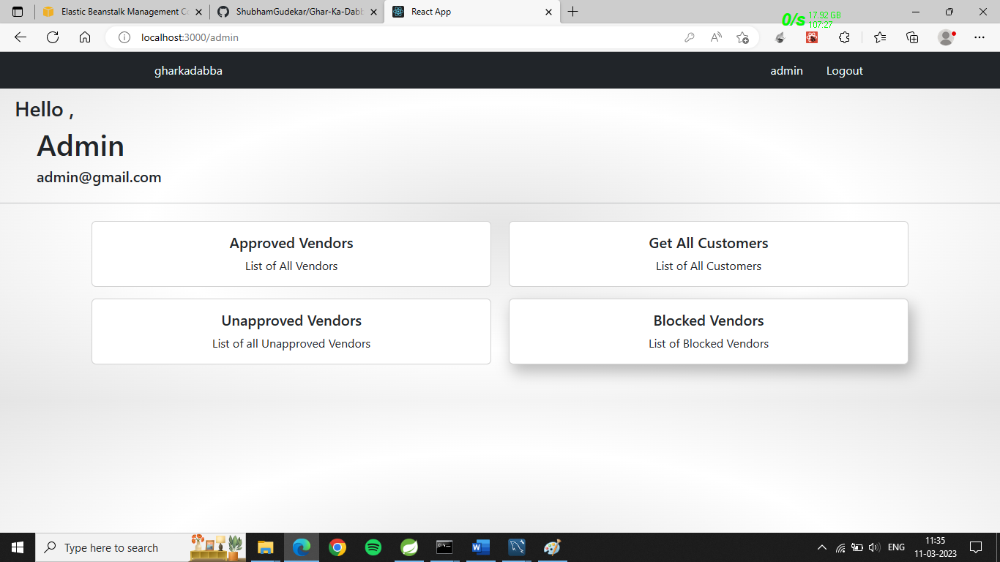 Elastic Beanstalk Management Co
ShubhamGudekar/Ghar-Ka-Dabb
React App
0/s 17.92 GB
107:27
localhost:3000/admin
gharkadabba
admin
Logout
Hello ,
Admin
admin@gmail.com
Approved Vendors
List of All Vendors
Get All Customers
List of All Customers
Unapproved Vendors
List of all Unapproved Vendors
Blocked Vendors
List of Blocked Vendors
Type here to search
ENG
11:35
11-03-2023